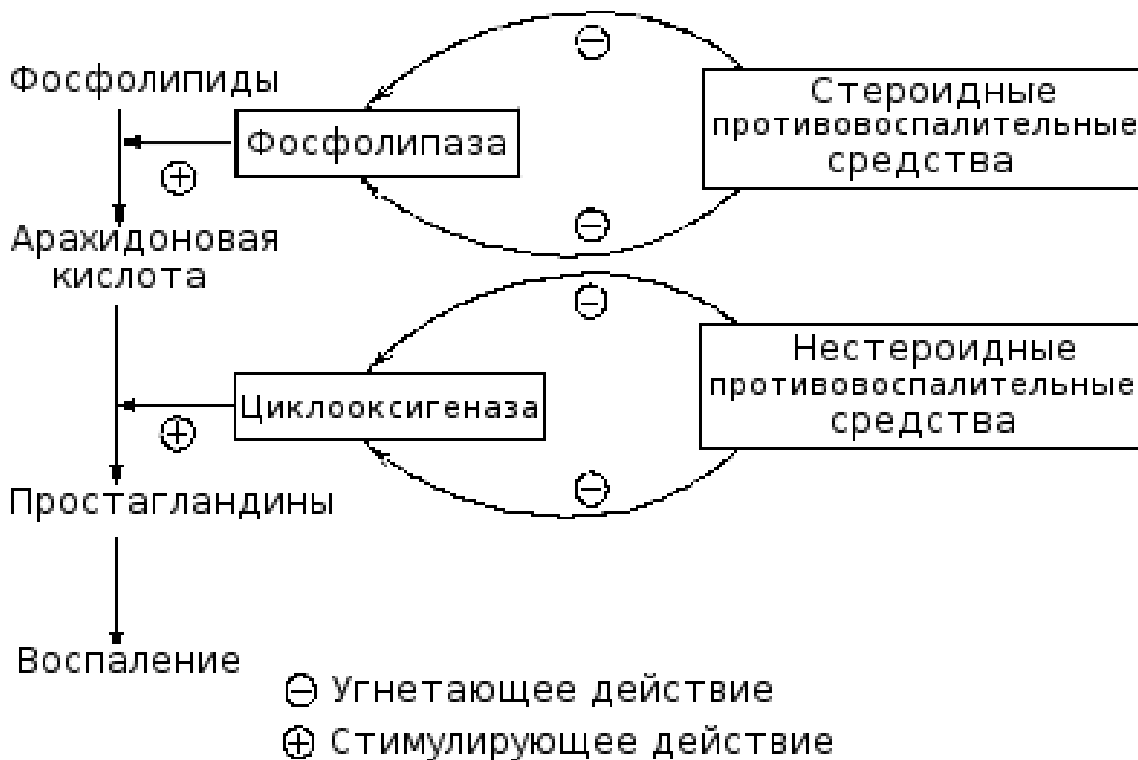 Фосфолипиды
Фосфолипаза
Стероидные
противовоспалительные
средства
Арахидоновая
кислота
Циклооксигеназа
Нестероидные
противовоспалительные
средства
Простагландины
Воспаление
⊖ Угнетающее действие
⊕ Стимулирующее действие